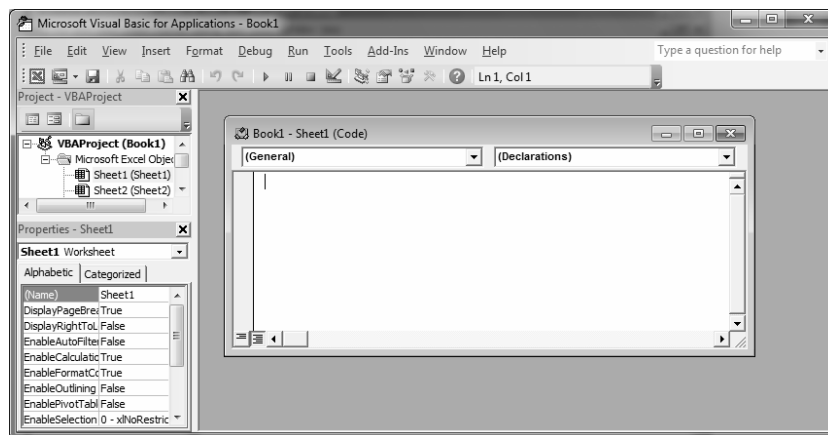 Microsoft Visual Basic for Applications - Book1
File Edit View Insert Format Debug Run Tools Add-Ins Window Help Type a question for help
Ln 1, Col 1
Project - VBAProject
VBAProject (Book1)
Microsoft Excel Objec
Sheet1 (Sheet1)
Sheet2 (Sheet2)
Properties - Sheet1
Sheet1 Worksheet
Alphabetic Categorized
(Name) Sheet1
DisplayPageBrea True
DisplayRightToL False
EnableAutoFilter False
EnableCalculatic True
EnableFormatCc True
EnableOutlining False
EnablePivotTabl False
EnableSelection 0 - xlNoRestric
Book1 - Sheet1 (Code)
(General) (Declarations)